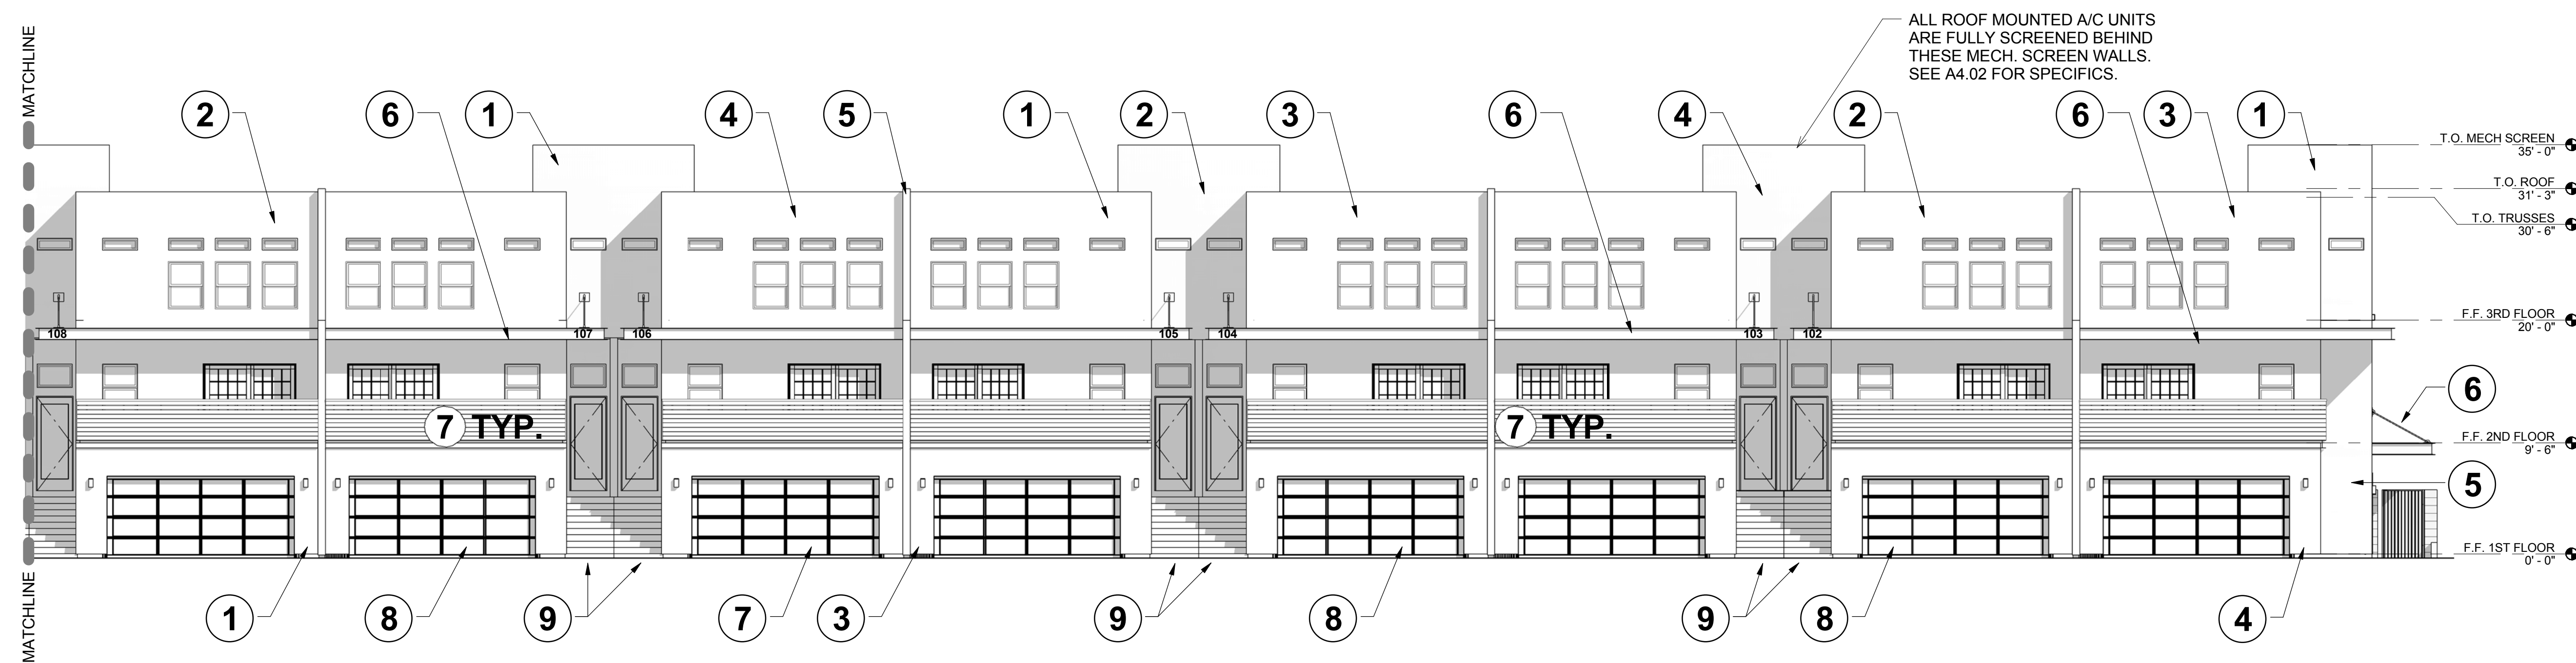 ALL ROOF MOUNTED A/C UNITS
ARE FULLY SCREENED BEHIND
THESE MECH. SCREEN WALLS.
SEE A4.02 FOR SPECIFICS.
MATCHLINE
2
6
1
4
5
1
2
3
6
4
2
6
3
1
T.O. MECH SCREEN
35' - 0"
T.O. ROOF
31' - 3"
T.O. TRUSSES
30' - 6"
F.F. 3RD FLOOR
20' - 0"
108
107
106
105
104
103
102
6
7 TYP.
7 TYP.
F.F. 2ND FLOOR
9' - 6"
5
F.F. 1ST FLOOR
0' - 0"
MATCHLINE
1
8
9
7
3
9
8
9
8
4